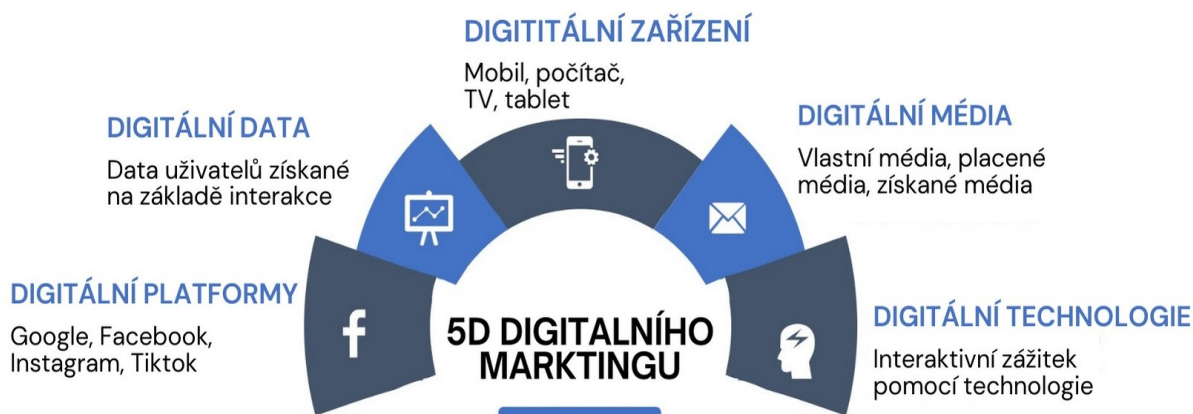 DIGITITÁLNÍ ZAŘÍZENÍ
Mobil, počítač,
TV, tablet
DIGITÁLNÍ DATA
Data uživatelů získané
na základě interakce
DIGITÁLNÍ MÉDIA
Vlastní média, placené
média, získané média
DIGITÁLNÍ PLATFORMY
Google, Facebook,
Instagram, Tiktok
5D DIGITALNÍHO
MARKTINGU
DIGITÁLNÍ TECHNOLOGIE
Interaktivní zážitek
pomocí technologie